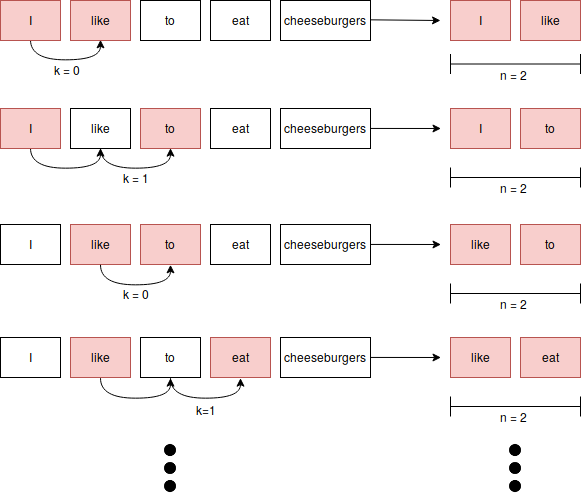 I like to eat cheeseburgers I like
k = 0
n = 2
I like to eat cheeseburgers I to
k = 1
n = 2
I like to eat cheeseburgers like to
k = 0
n = 2
I like to eat cheeseburgers like eat
k=1
n = 2